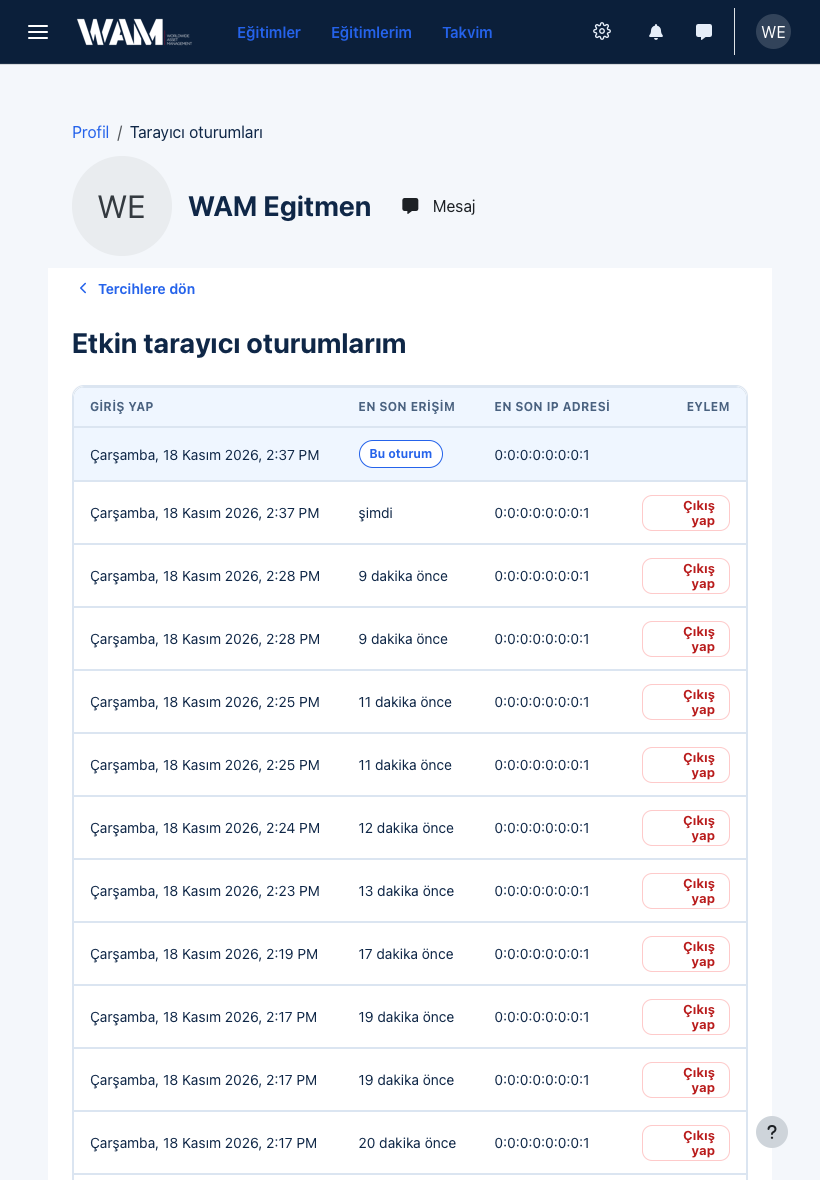 WAM WORLDWIDE ASSET MANAGEMENT Eğitimler Eğitimlerim Takvim WE
Profil / Tarayıcı oturumları
WE WAM Egitmen Mesaj
Tercihlere dön
Etkin tarayıcı oturumlarım
GİRİŞ YAP EN SON ERİŞİM EN SON IP ADRESİ EYLEM
Çarşamba, 18 Kasım 2026, 2:37 PM Bu oturum 0:0:0:0:0:0:0:1
Çarşamba, 18 Kasım 2026, 2:37 PM şimdi 0:0:0:0:0:0:0:1 Çıkış yap
Çarşamba, 18 Kasım 2026, 2:28 PM 9 dakika önce 0:0:0:0:0:0:0:1 Çıkış yap
Çarşamba, 18 Kasım 2026, 2:28 PM 9 dakika önce 0:0:0:0:0:0:0:1 Çıkış yap
Çarşamba, 18 Kasım 2026, 2:25 PM 11 dakika önce 0:0:0:0:0:0:0:1 Çıkış yap
Çarşamba, 18 Kasım 2026, 2:25 PM 11 dakika önce 0:0:0:0:0:0:0:1 Çıkış yap
Çarşamba, 18 Kasım 2026, 2:24 PM 12 dakika önce 0:0:0:0:0:0:0:1 Çıkış yap
Çarşamba, 18 Kasım 2026, 2:23 PM 13 dakika önce 0:0:0:0:0:0:0:1 Çıkış yap
Çarşamba, 18 Kasım 2026, 2:19 PM 17 dakika önce 0:0:0:0:0:0:0:1 Çıkış yap
Çarşamba, 18 Kasım 2026, 2:17 PM 19 dakika önce 0:0:0:0:0:0:0:1 Çıkış yap
Çarşamba, 18 Kasım 2026, 2:17 PM 19 dakika önce 0:0:0:0:0:0:0:1 Çıkış yap
Çarşamba, 18 Kasım 2026, 2:17 PM 20 dakika önce 0:0:0:0:0:0:0:1 Çıkış yap
?